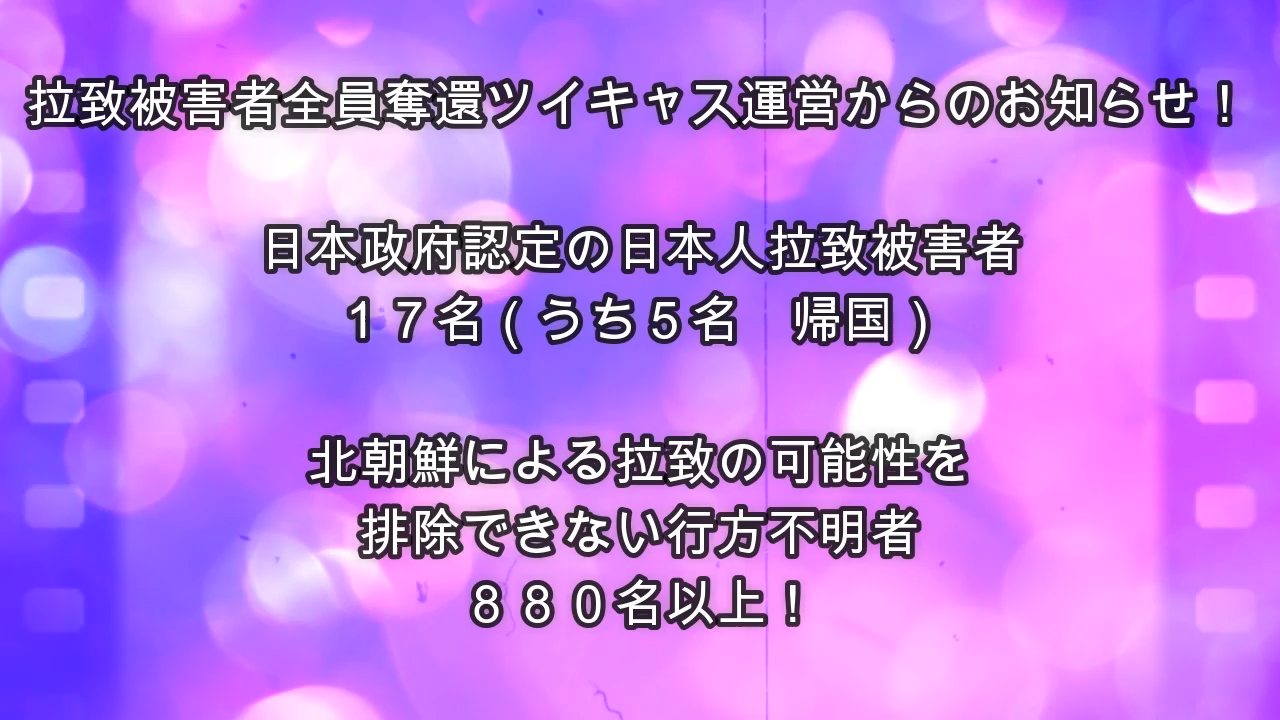 拉致被害者全員奪還ツイキャス運営からのお知らせ！
日本政府認定の日本人拉致被害者
１７名（うち５名　帰国）
北朝鮮による拉致の可能性を
排除できない行方不明者
８８０名以上！